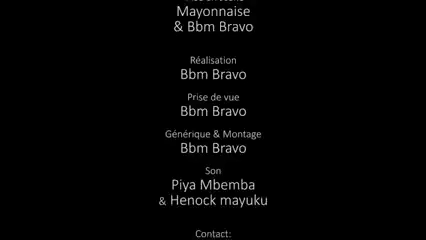 Mayonnaise
& Bbm Bravo
Réalisation
Bbm Bravo
Prise de vue
Bbm Bravo
Générique & Montage
Bbm Bravo
Son
Piya Mbemba
& Henock mayuku
Contact: